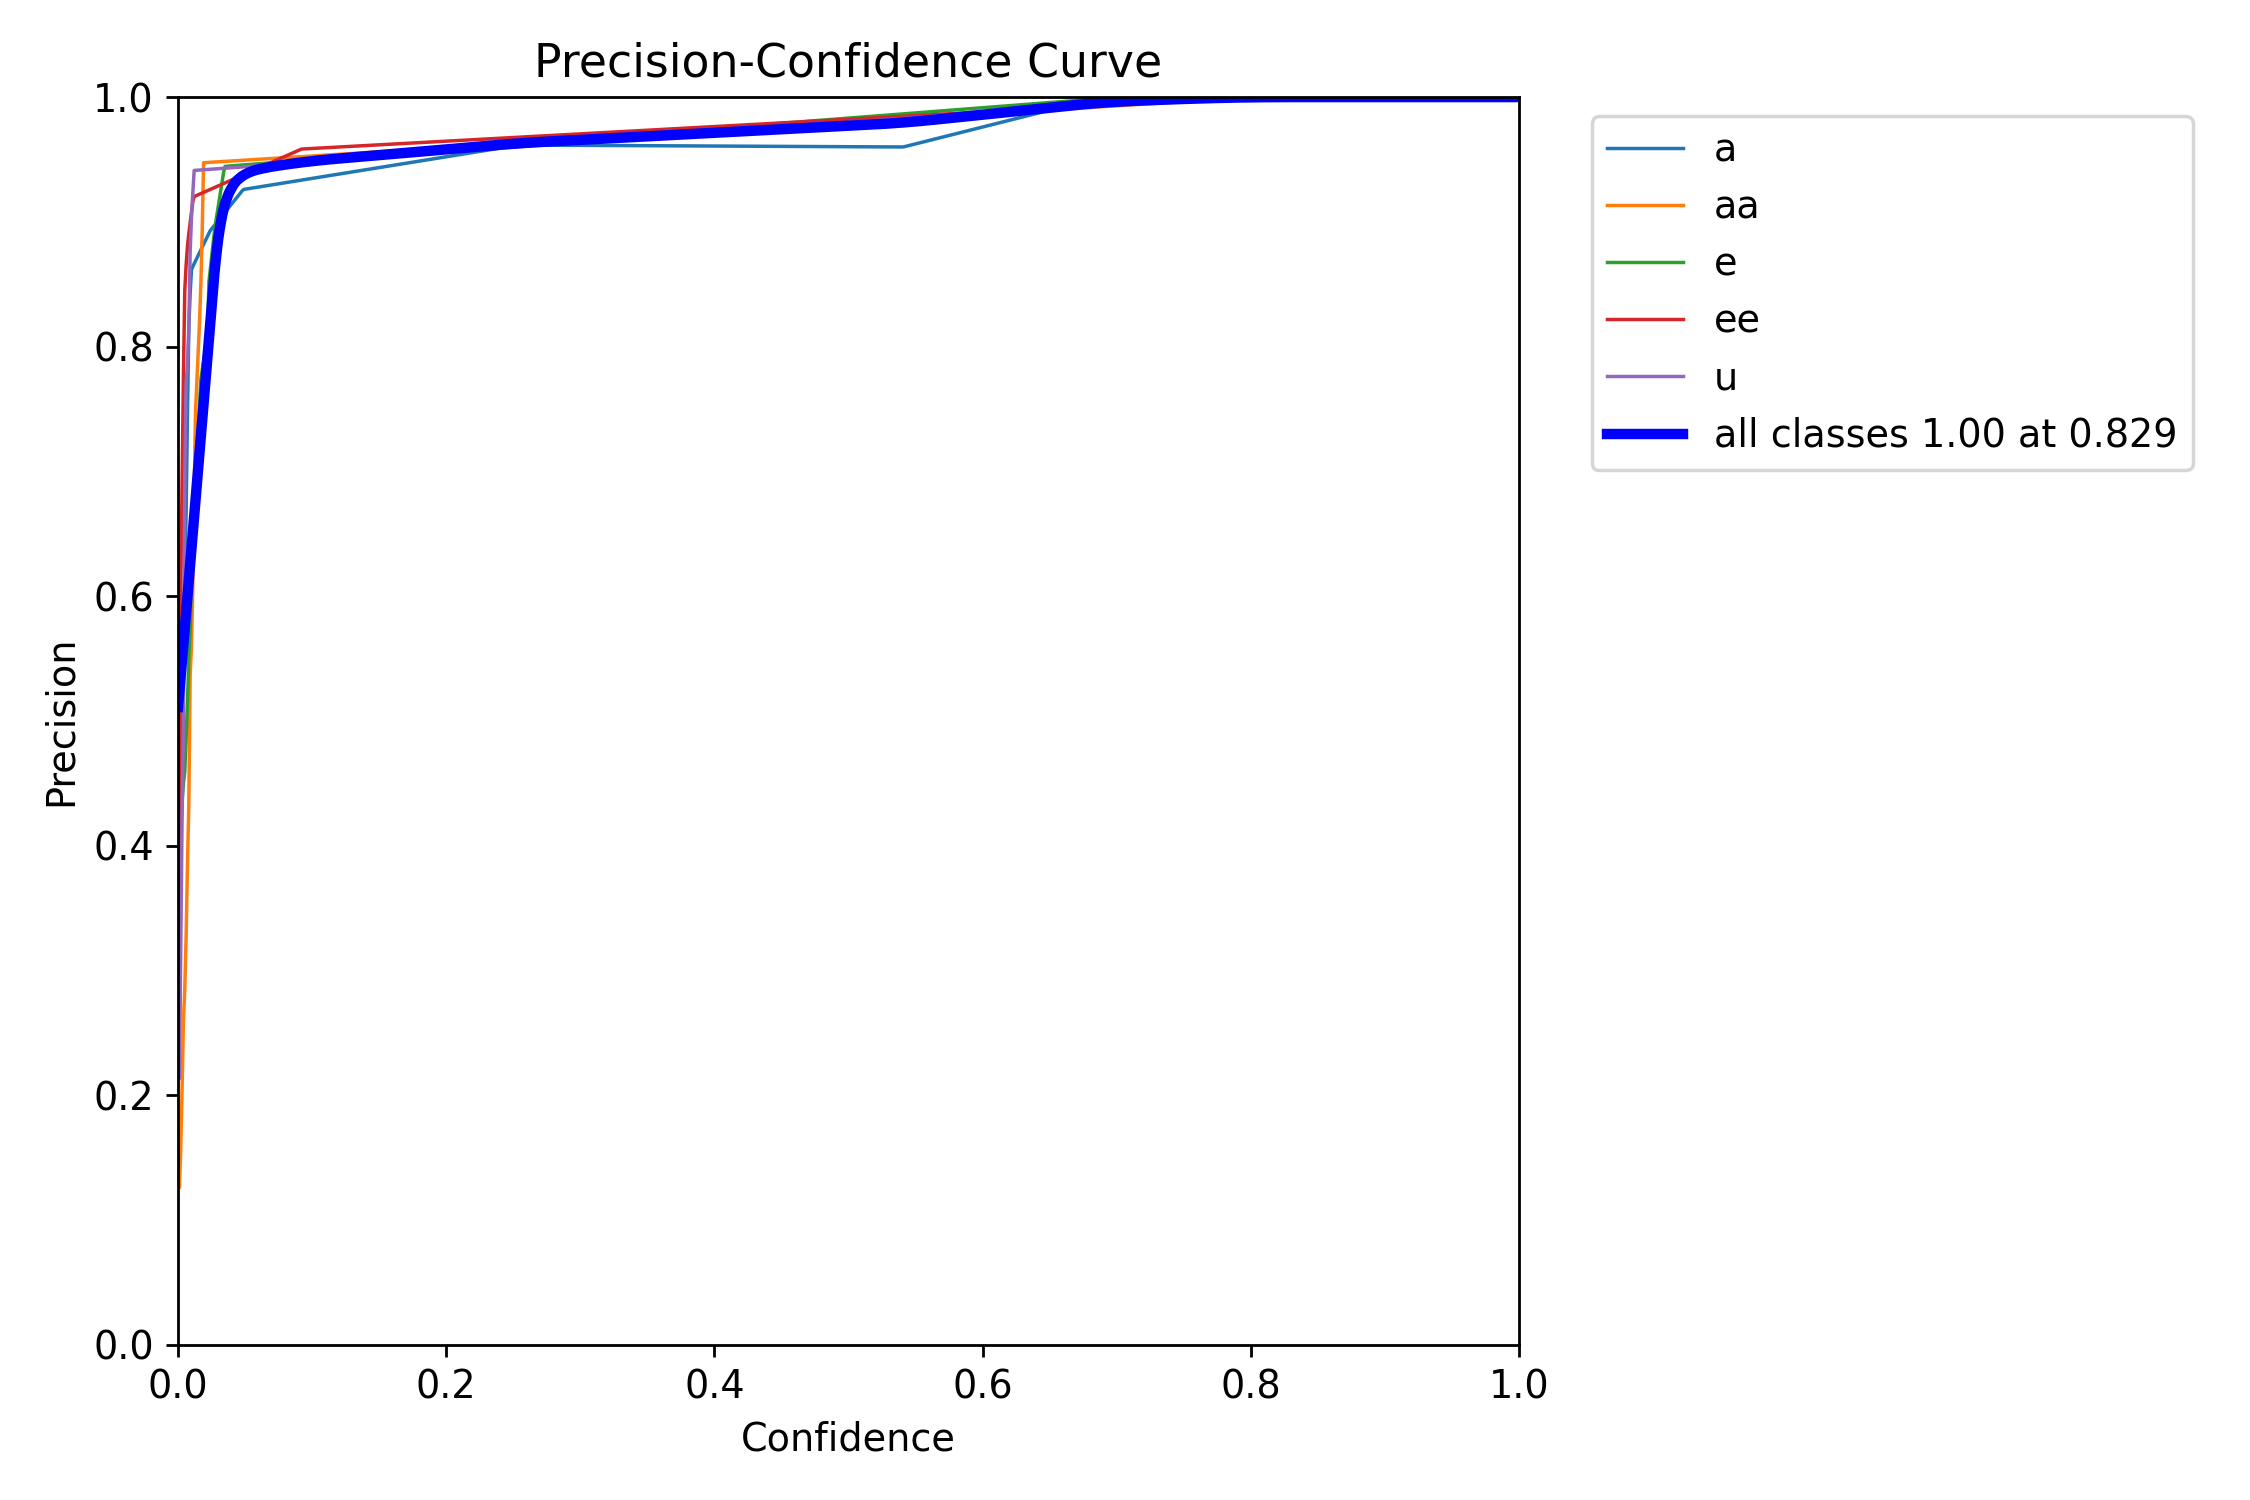 Precision-Confidence Curve
1.0
0.8
0.6
0.4
0.2
0.0
Precision
0.0 0.2 0.4 0.6 0.8 1.0
Confidence
a
aa
e
ee
u
all classes 1.00 at 0.829